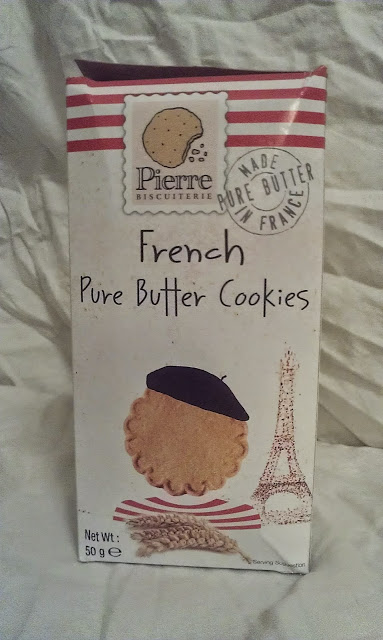 Pierre
BISCUITERIE
MADE
PURE BUTTER
IN FRANCE
French
Pure Butter Cookies
Net Wt :
50 g ℮
Serving Suggestion